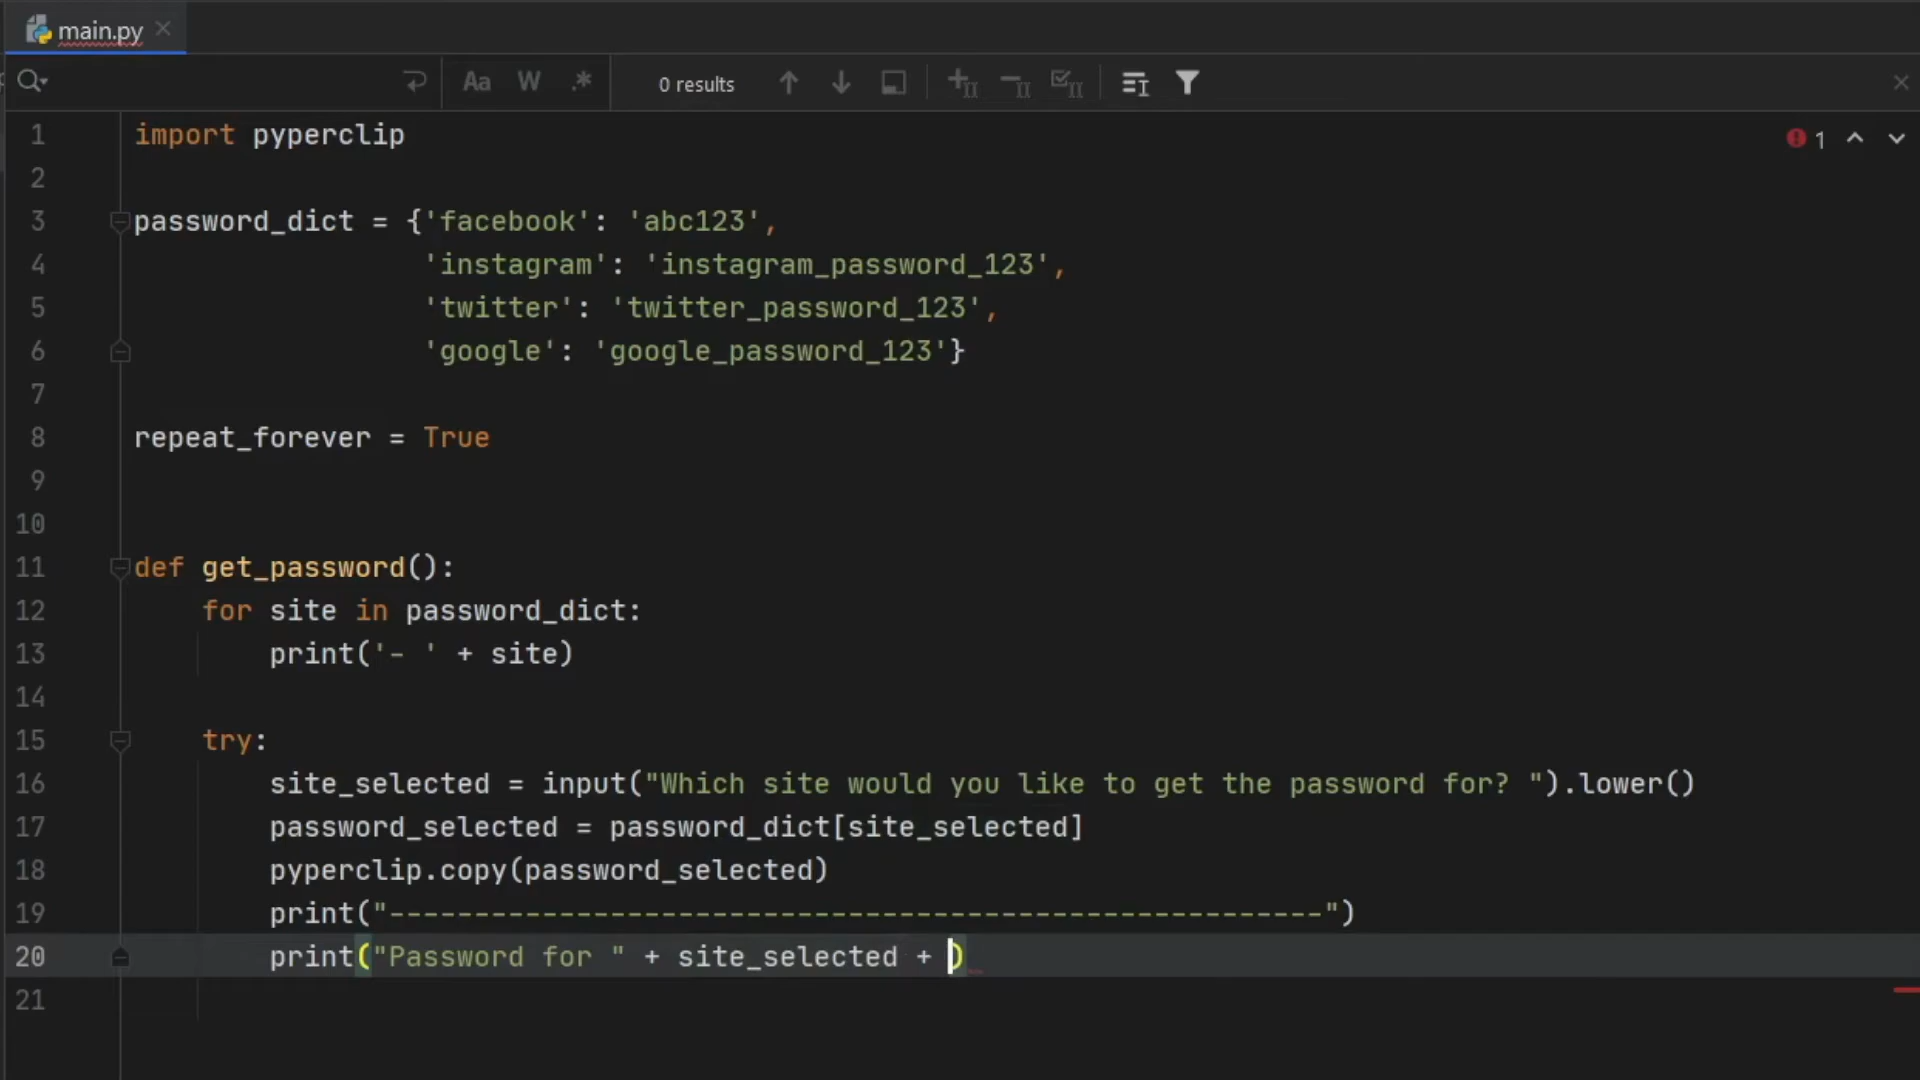 main.py
Aa W .* 0 results
1 import pyperclip
1
2
3 password_dict = {'facebook': 'abc123',
4 'instagram': 'instagram_password_123',
5 'twitter': 'twitter_password_123',
6 'google': 'google_password_123'}
7
8 repeat_forever = True
9
10
11 def get_password():
12 for site in password_dict:
13 print('- ' + site)
14
15 try:
16 site_selected = input("Which site would you like to get the password for? ").lower()
17 password_selected = password_dict[site_selected]
18 pyperclip.copy(password_selected)
19 print("-------------------------------------------------------")
20 print("Password for " + site_selected + )
21